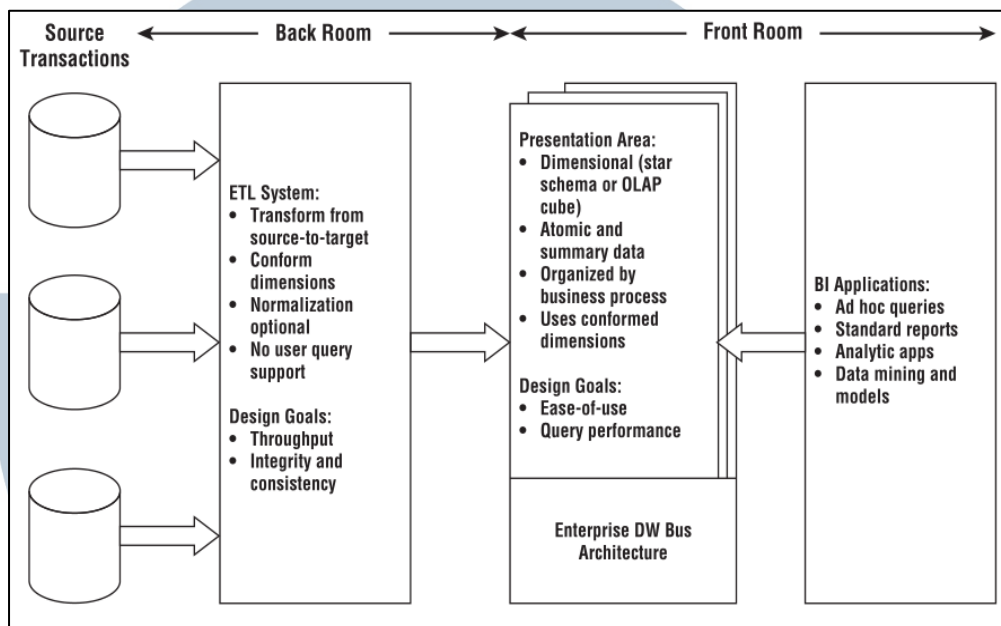 Source
Transactions
Back Room
Front Room
ETL System:
• Transform from
source-to-target
• Conform
dimensions
• Normalization
optional
• No user query
support
Design Goals:
• Throughput
• Integrity and
consistency
Presentation Area:
• Dimensional (star
schema or OLAP
cube)
• Atomic and
summary data
• Organized by
business process
• Uses conformed
dimensions
Design Goals:
• Ease-of-use
• Query performance
Enterprise DW Bus
Architecture
BI Applications:
• Ad hoc queries
• Standard reports
• Analytic apps
• Data mining and
models